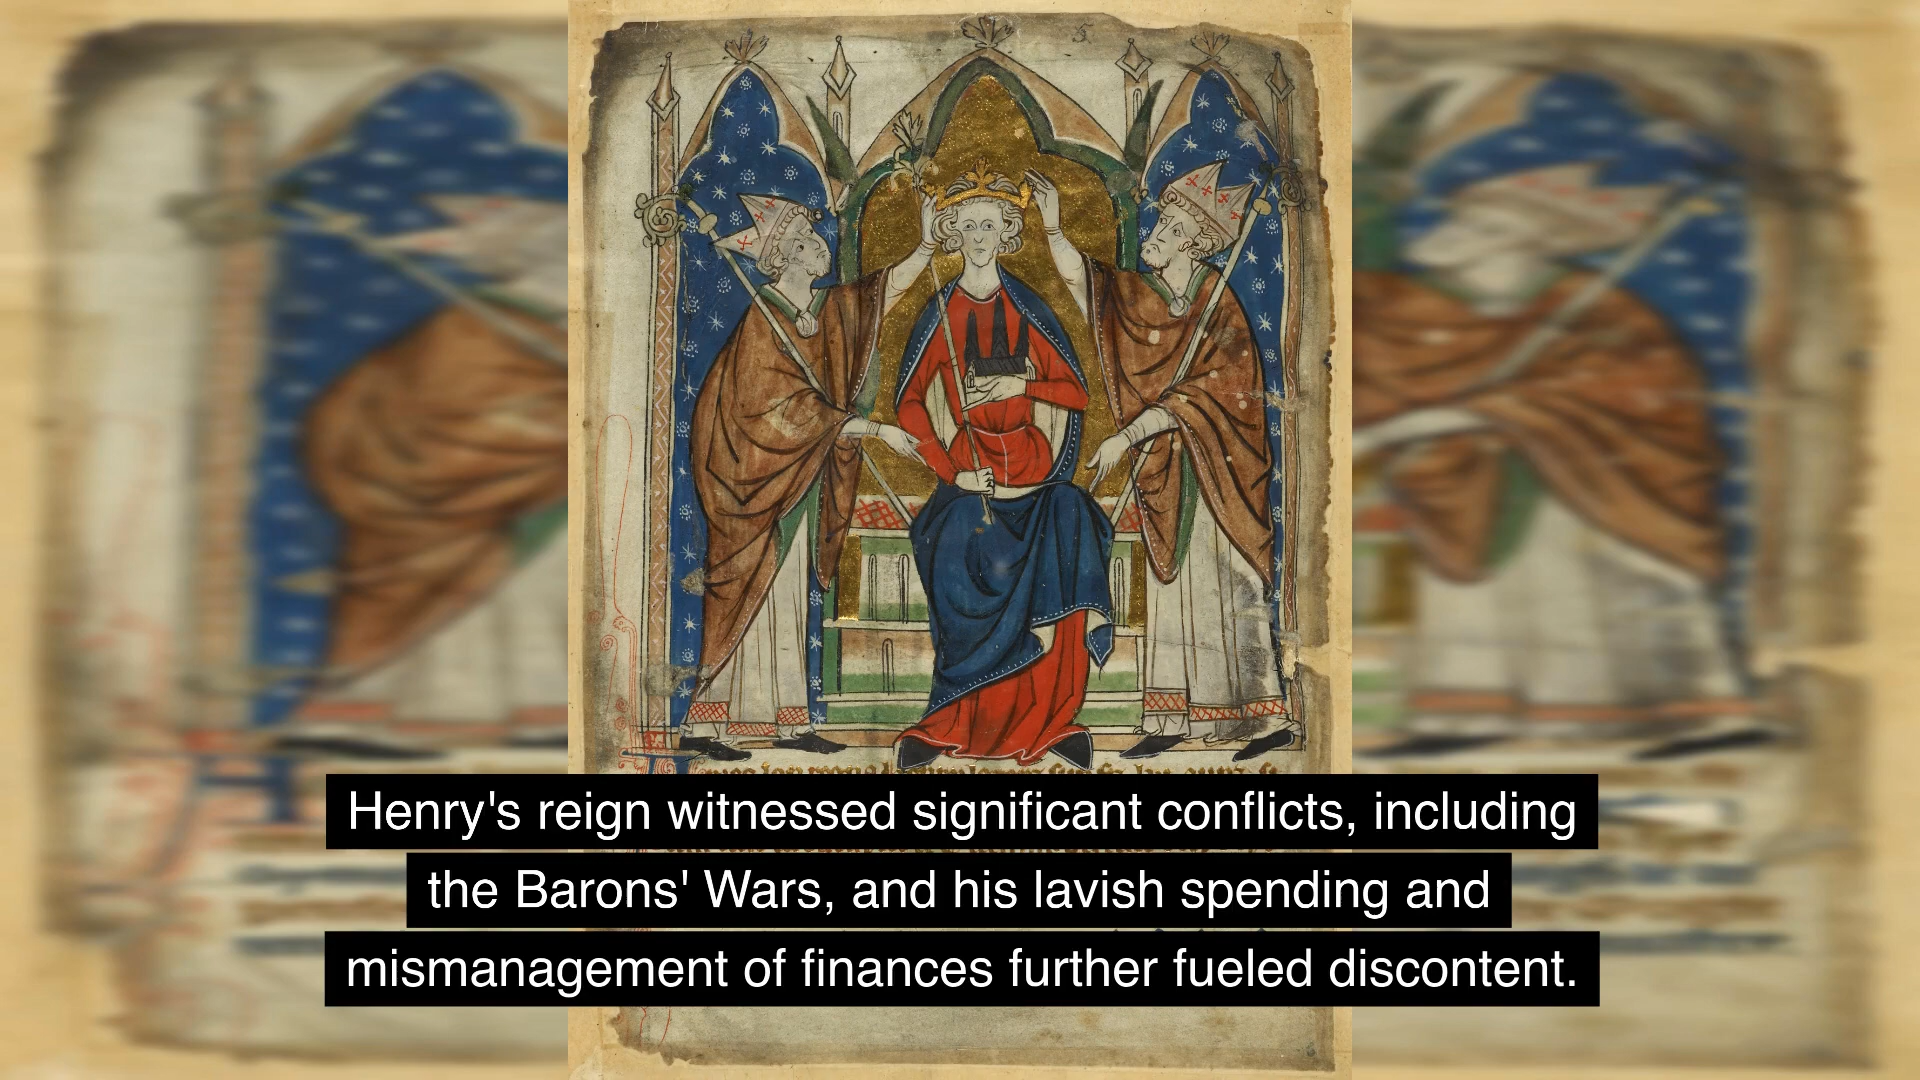 Henry's reign witnessed significant conflicts, including
the Barons' Wars, and his lavish spending and
mismanagement of finances further fueled discontent.